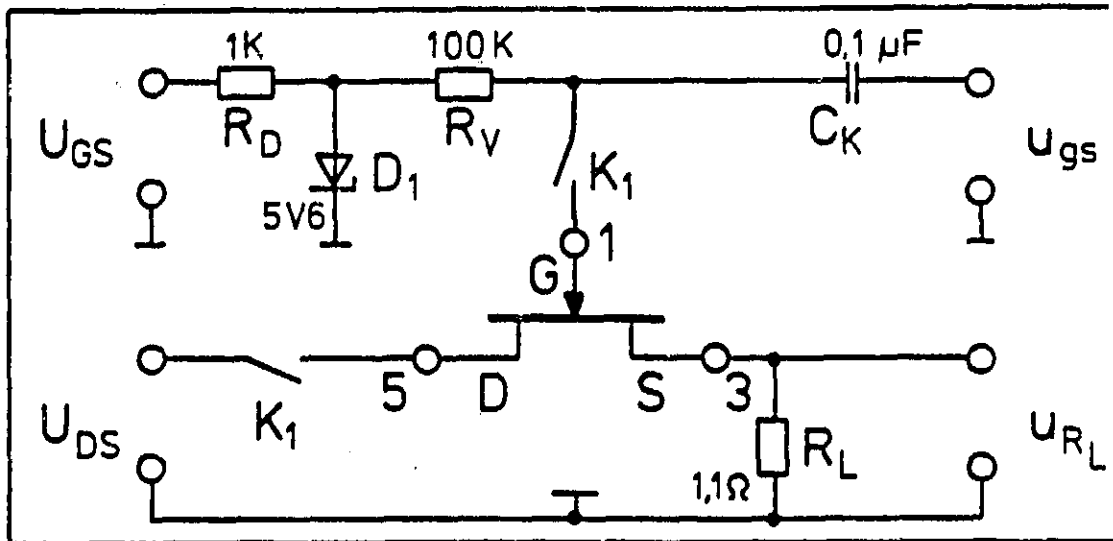 1K
100K
0,1 µF
R_D
R_V
C_K
U_GS
D_1
5V6
K_1
u_gs
1
G
5
D
S
3
K_1
U_DS
R_L
1,1Ω
u_R_L